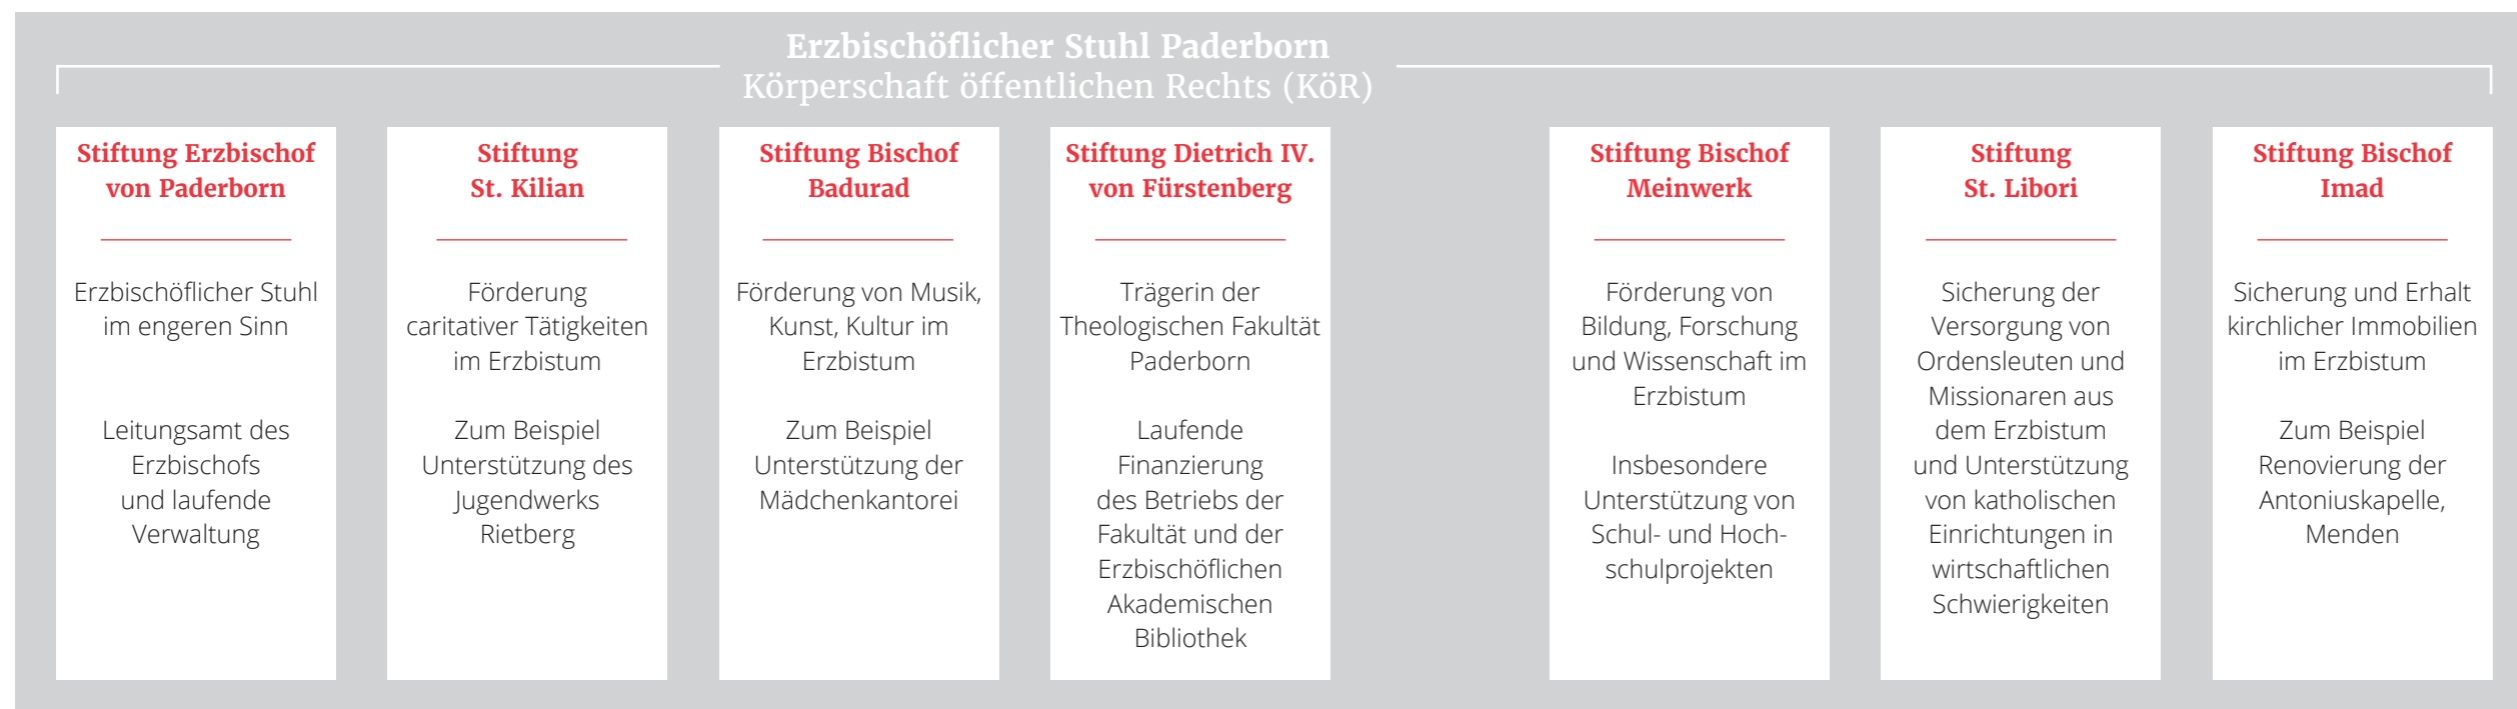 Erzbischöflicher Stuhl Paderborn
Körperschaft öffentlichen Rechts (KöR)
Stiftung Erzbischof
von Paderborn
Erzbischöflicher Stuhl
im engeren Sinn
Leitungsamt des
Erzbischofs
und laufende
Verwaltung
Stiftung
St. Kilian
Förderung
caritativer Tätigkeiten
im Erzbistum
Zum Beispiel
Unterstützung des
Jugendwerks
Rietberg
Stiftung Bischof
Badurad
Förderung von Musik,
Kunst, Kultur im
Erzbistum
Zum Beispiel
Unterstützung der
Mädchenkantorei
Stiftung Dietrich IV.
von Fürstenberg
Trägerin der
Theologischen Fakultät
Paderborn
Laufende
Finanzierung
des Betriebs der
Fakultät und der
Erzbischöflichen
Akademischen
Bibliothek
Stiftung Bischof
Meinwerk
Förderung von
Bildung, Forschung
und Wissenschaft im
Erzbistum
Insbesondere
Unterstützung von
Schul- und Hoch-
schulprojekten
Stiftung
St. Libori
Sicherung der
Versorgung von
Ordensleuten und
Missionaren aus
dem Erzbistum
und Unterstützung
von katholischen
Einrichtungen in
wirtschaftlichen
Schwierigkeiten
Stiftung Bischof
Imad
Sicherung und Erhalt
kirchlicher Immobilien
im Erzbistum
Zum Beispiel
Renovierung der
Antoniuskapelle,
Menden